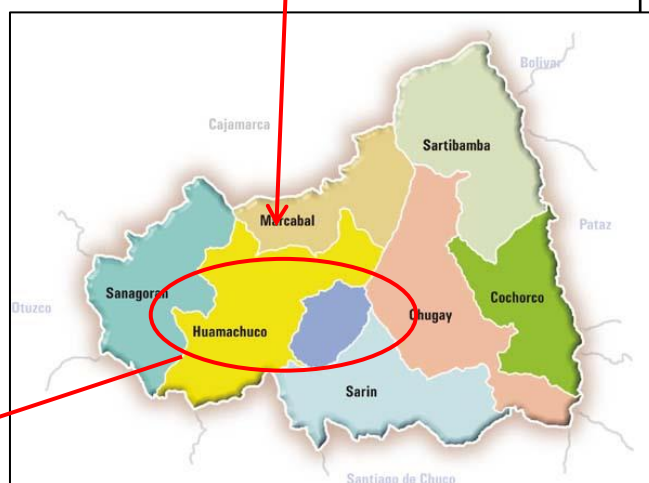 Bolivar
Cajamarca
Sartibamba
Marcabal
Pataz
Sanagoran
Cochorco
Otuzco
Chugay
Huamachuco
Sarin
Santiago de Chuco